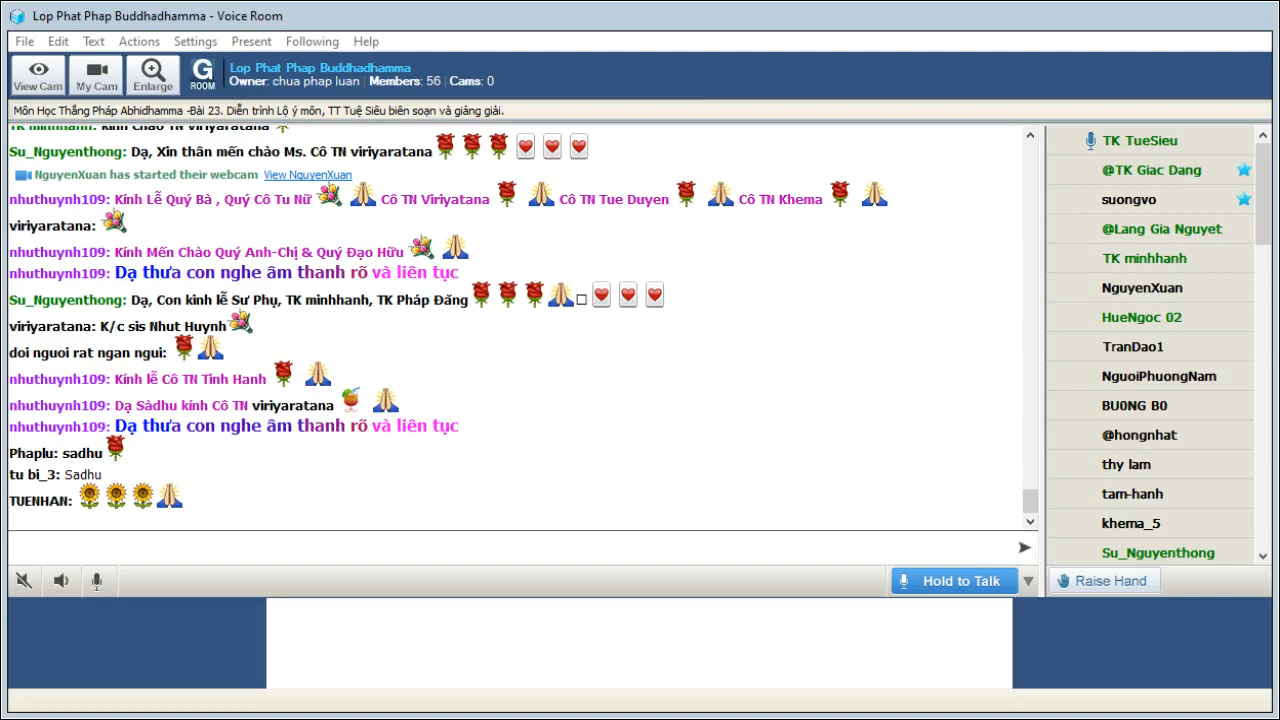 Lop Phat Phap Buddhadhamma - Voice Room
File Edit Text Actions Settings Present Following Help
View Cam My Cam Enlarge G ROOM
Lop Phat Phap Buddhadhamma
Owner: chua phap luan | Members: 56 | Cams: 0
Môn Học Thắng Pháp Abhidhamma -Bài 23. Diễn trình Lộ ý môn, TT Tuệ Siêu biên soạn và giảng giải.
TK minhhanh: Kính chào TN viriyaratana
Su_Nguyenthong: Dạ, Xin thân mến chào Ms. Cô TN viriyaratana
NguyenXuan has started their webcam View NguyenXuan
nhuthuynh109: Kính Lễ Quý Bà , Quý Cô Tu Nữ Cô TN Viriyatana Cô TN Tue Duyen Cô TN Khema
viriyaratana:
nhuthuynh109: Kính Mến Chào Quý Anh-Chị & Quý Đạo Hữu
nhuthuynh109: Dạ thưa con nghe âm thanh rõ và liên tục
Su_Nguyenthong: Dạ, Con kinh lễ Sư Phụ, TK minhhanh, TK Pháp Đăng
viriyaratana: K/c sis Nhut Huynh
doi nguoi rat ngan ngui:
nhuthuynh109: Kính lễ Cô TN Tinh Hanh
nhuthuynh109: Dạ Sàdhu kính Cô TN viriyaratana
nhuthuynh109: Dạ thưa con nghe âm thanh rõ và liên tục
Phaplu: sadhu
tu bi_3: Sadhu
TUENHAN:
Hold to Talk
TK TueSieu
@TK Giac Dang
suongvo
@Lang Gia Nguyet
TK minhhanh
NguyenXuan
HueNgoc 02
TranDao1
NguoiPhuongNam
BU0NG B0
@hongnhat
thy lam
tam-hanh
khema_5
Su_Nguyenthong
Raise Hand